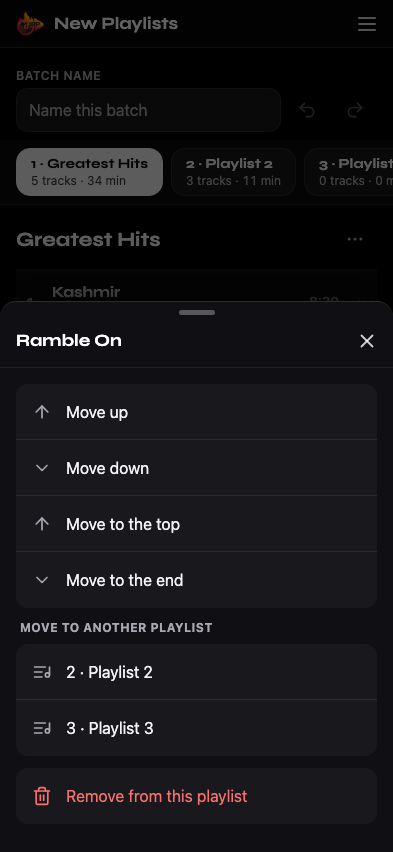 New Playlists
BATCH NAME
Name this batch
1 · Greatest Hits
5 tracks · 34 min
2 · Playlist 2
3 tracks · 11 min
3 · Playlist
0 tracks · 0 m
Greatest Hits
Kashmir
Ramble On
Move up
Move down
Move to the top
Move to the end
MOVE TO ANOTHER PLAYLIST
2 · Playlist 2
3 · Playlist 3
Remove from this playlist